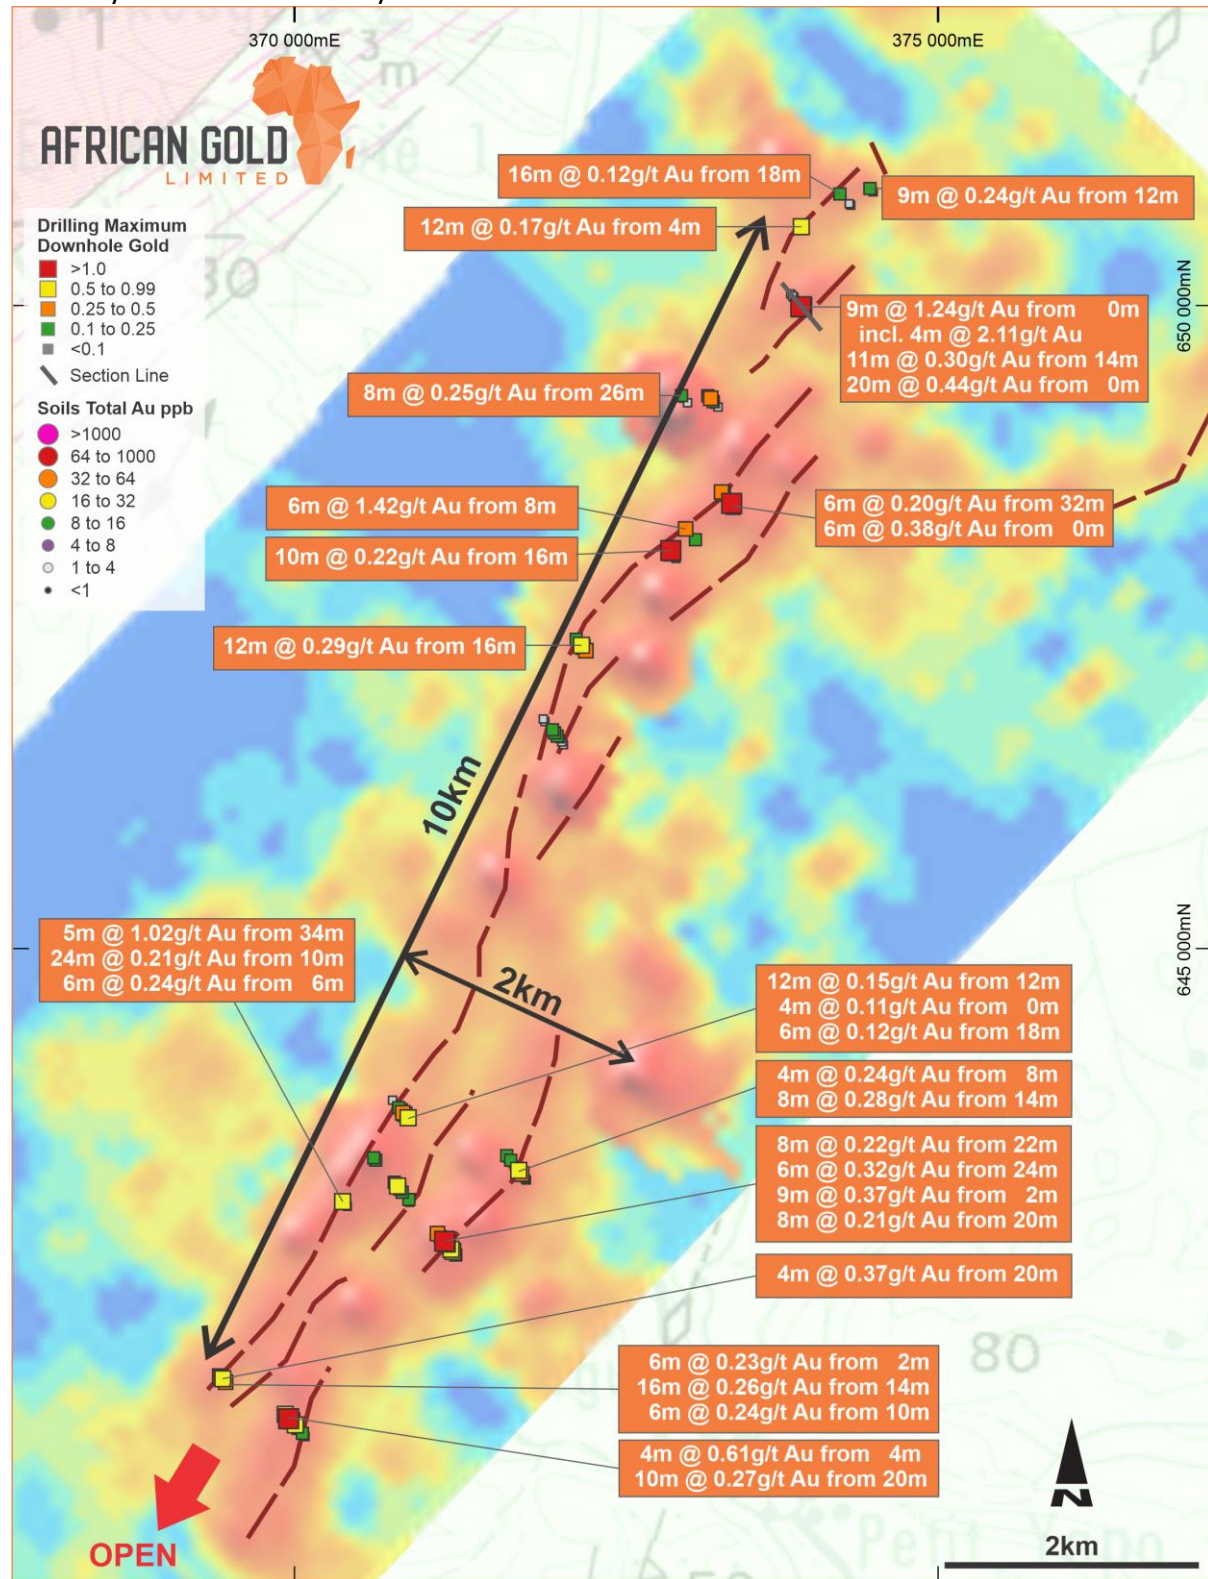 370 000mE
375 000mE
AFRICAN GOLD
LIMITED
Drilling Maximum
Downhole Gold
>1.0
0.5 to 0.99
0.25 to 0.5
0.1 to 0.25
<0.1
Section Line
Soils Total Au ppb
>1000
64 to 1000
32 to 64
16 to 32
8 to 16
4 to 8
1 to 4
<1
16m @ 0.12g/t Au from 18m
9m @ 0.24g/t Au from 12m
12m @ 0.17g/t Au from 4m
650 000mN
9m @ 1.24g/t Au from 0m
incl. 4m @ 2.11g/t Au
11m @ 0.30g/t Au from 14m
20m @ 0.44g/t Au from 0m
8m @ 0.25g/t Au from 26m
6m @ 1.42g/t Au from 8m
6m @ 0.20g/t Au from 32m
6m @ 0.38g/t Au from 0m
10m @ 0.22g/t Au from 16m
12m @ 0.29g/t Au from 16m
10km
5m @ 1.02g/t Au from 34m
24m @ 0.21g/t Au from 10m
6m @ 0.24g/t Au from 6m
2km
645 000mN
12m @ 0.15g/t Au from 12m
4m @ 0.11g/t Au from 0m
6m @ 0.12g/t Au from 18m
4m @ 0.24g/t Au from 8m
8m @ 0.28g/t Au from 14m
8m @ 0.22g/t Au from 22m
6m @ 0.32g/t Au from 24m
9m @ 0.37g/t Au from 2m
8m @ 0.21g/t Au from 20m
4m @ 0.37g/t Au from 20m
80
6m @ 0.23g/t Au from 2m
16m @ 0.26g/t Au from 14m
6m @ 0.24g/t Au from 10m
4m @ 0.61g/t Au from 4m
10m @ 0.27g/t Au from 20m
OPEN
N
Petit
2km